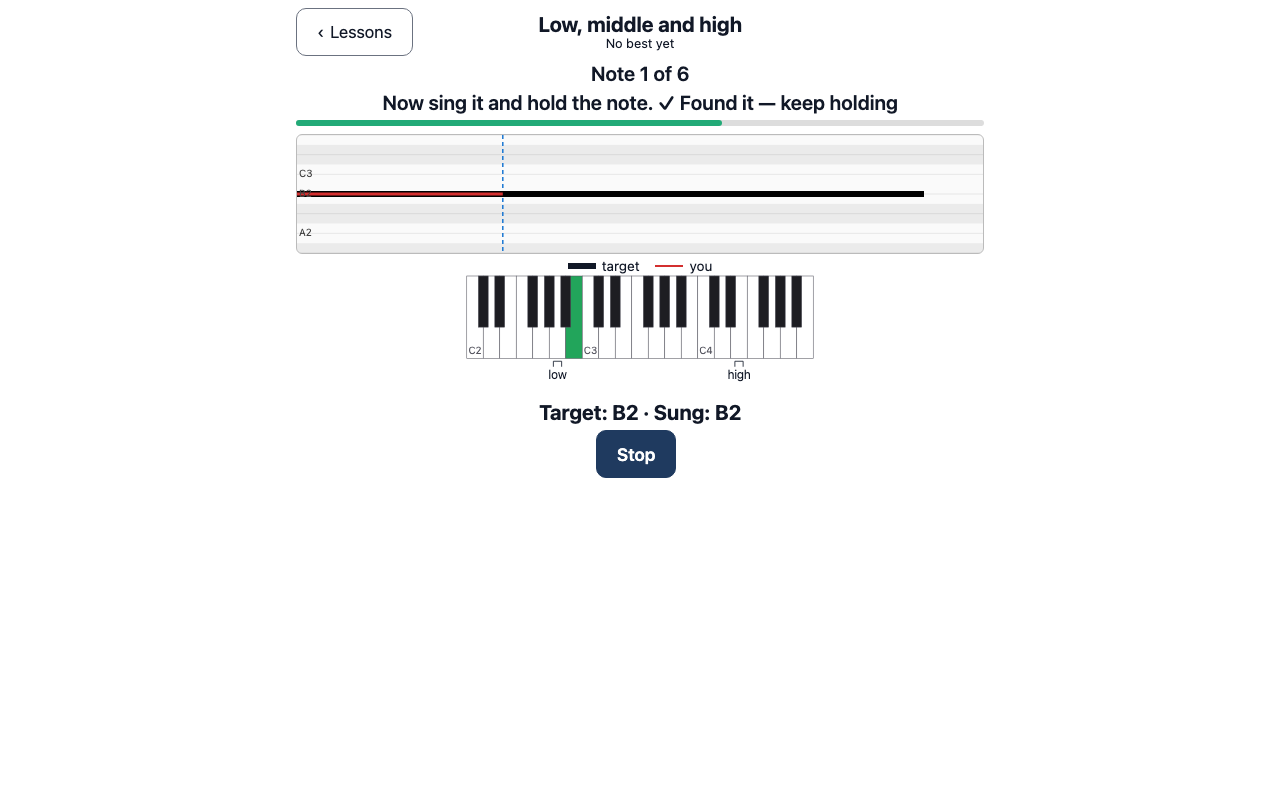 ‹ Lessons
Low, middle and high
No best yet
Note 1 of 6
Now sing it and hold the note. ✓ Found it — keep holding
C3
A2
target
you
C2
C3
C4
low
high
Target: B2 · Sung: B2
Stop